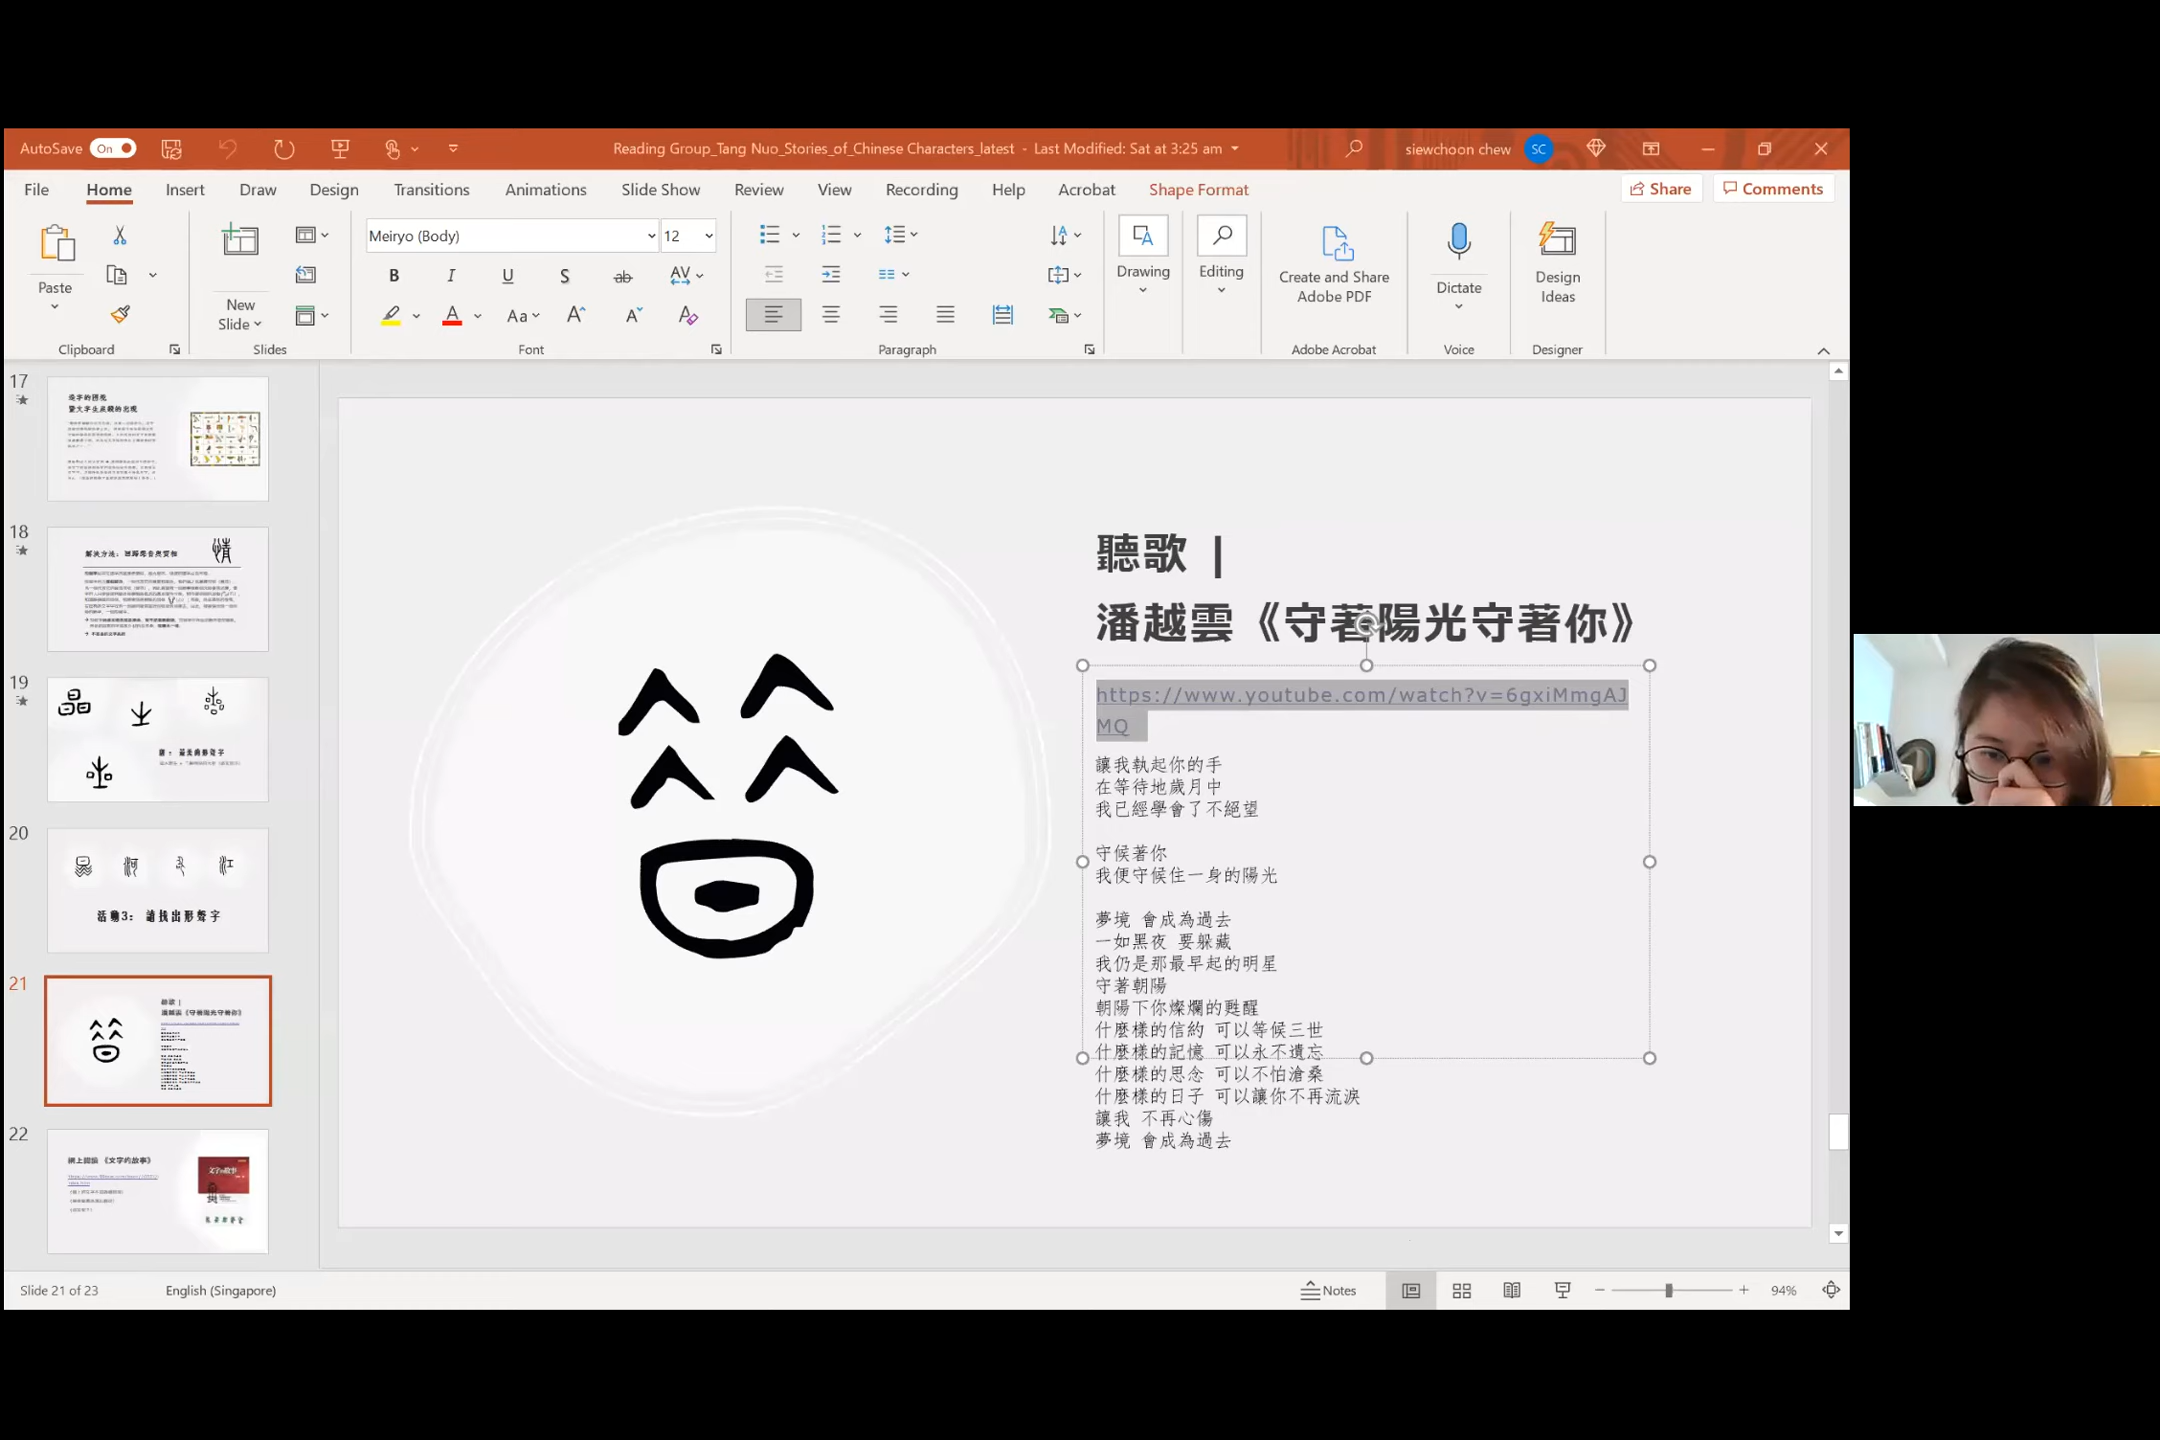 AutoSave On
Reading Group_Tang Nuo_Stories_of_Chinese Characters_latest - Last Modified: Sat at 3:25 am
siewchoon chew SC
File Home Insert Draw Design Transitions Animations Slide Show Review View Recording Help Acrobat Shape Format
Share Comments
Meiryo (Body) 12
Paste
New Slide
Drawing
Editing
Create and Share Adobe PDF
Dictate
Design Ideas
Clipboard Slides Font Paragraph Adobe Acrobat Voice Designer
17
18
19
20
活動3: 請找出形聲字
21
22
聽歌 |
潘越雲《守著陽光守著你》
https://www.youtube.com/watch?v=6gxiMmgAJ
MQ
讓我執起你的手
在等待地歲月中
我已經學會了不絕望
守候著你
我便守候住一身的陽光
夢境 會成為過去
一如黑夜 要躲藏
我仍是那最早起的明星
守著朝陽
朝陽下你燦爛的甦醒
什麼樣的信約 可以等候三世
什麼樣的記憶 可以永不遺忘
什麼樣的思念 可以不怕滄桑
什麼樣的日子 可以讓你不再流淚
讓我 不再心傷
夢境 會成為過去
Slide 21 of 23
English (Singapore)
Notes
94%